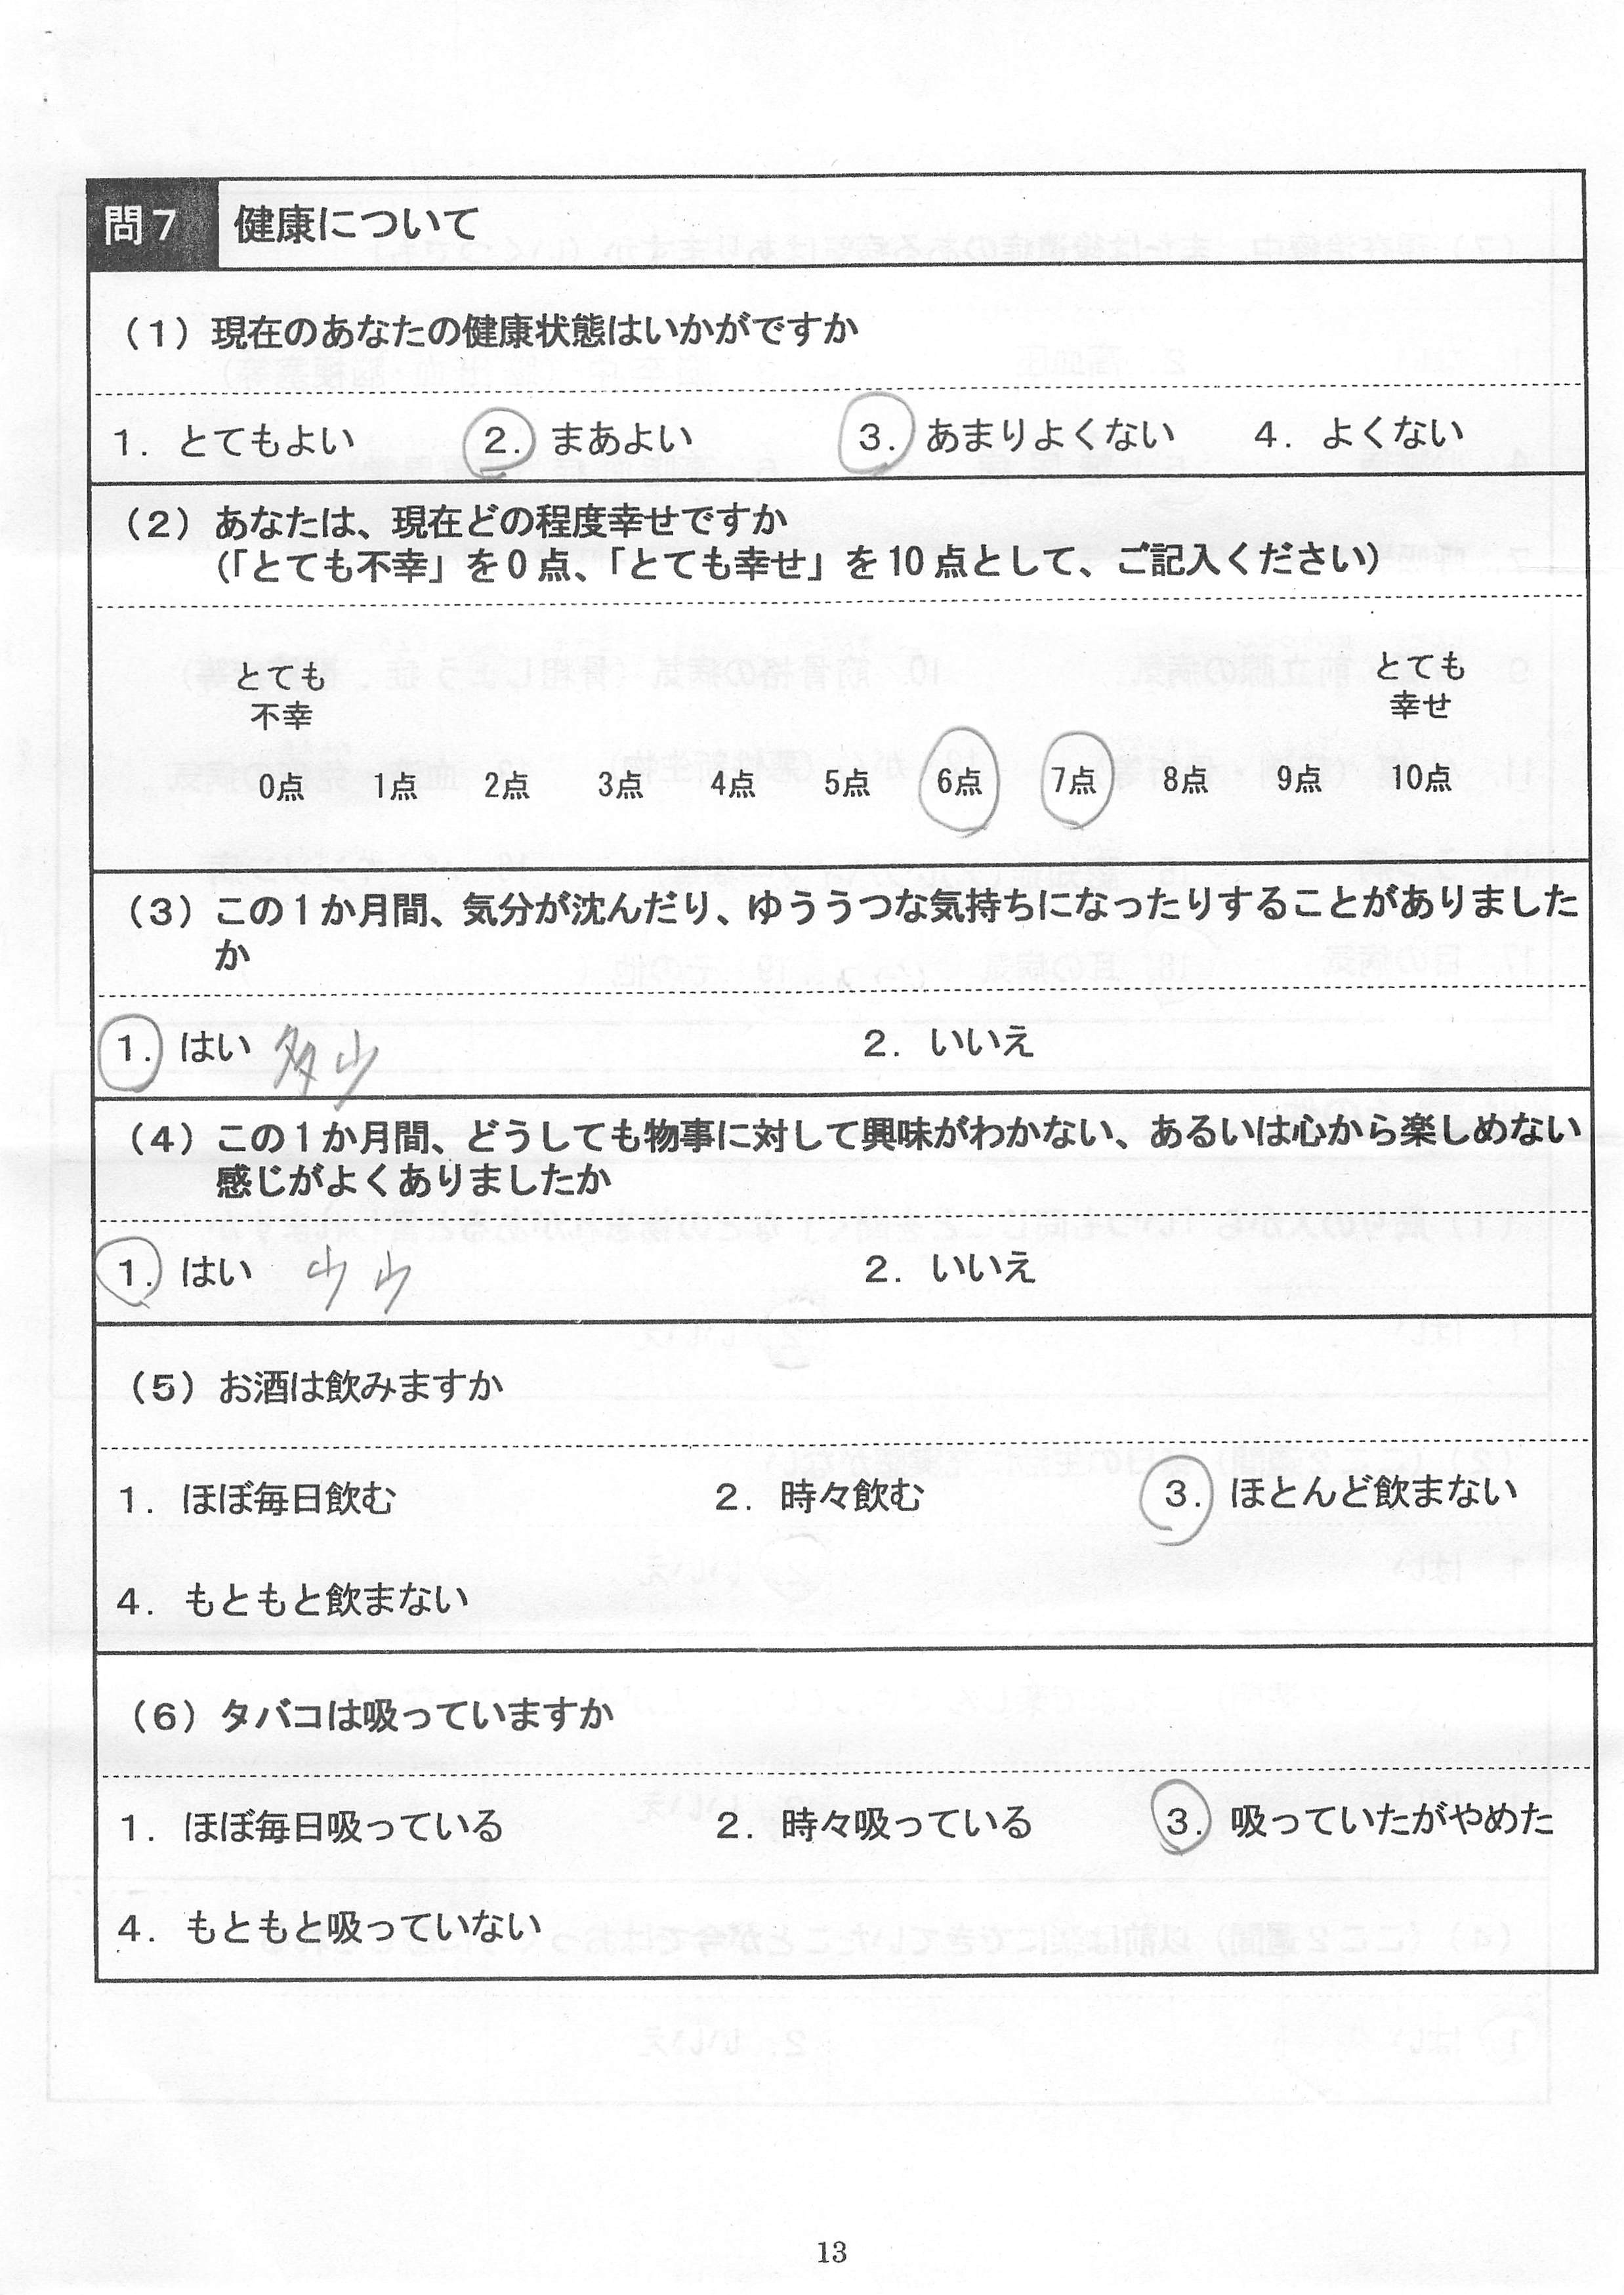 問7 健康について
（1）現在のあなたの健康状態はいかがですか
1. とてもよい 2. まあよい 3. あまりよくない 4. よくない
（2）あなたは、現在どの程度幸せですか
（「とても不幸」を0点、「とても幸せ」を10点として、ご記入ください）
とても とても
不幸 幸せ
0点 1点 2点 3点 4点 5点 6点 7点 8点 9点 10点
（3）この1か月間、気分が沈んだり、ゆううつな気持ちになったりすることがありました
か
1. はい 多少 2. いいえ
（4）この1か月間、どうしても物事に対して興味がわかない、あるいは心から楽しめない
感じがよくありましたか
1. はい 少少 2. いいえ
（5）お酒は飲みますか
1. ほぼ毎日飲む 2. 時々飲む 3. ほとんど飲まない
4. もともと飲まない
（6）タバコは吸っていますか
1. ほぼ毎日吸っている 2. 時々吸っている 3. 吸っていたがやめた
4. もともと吸っていない
13